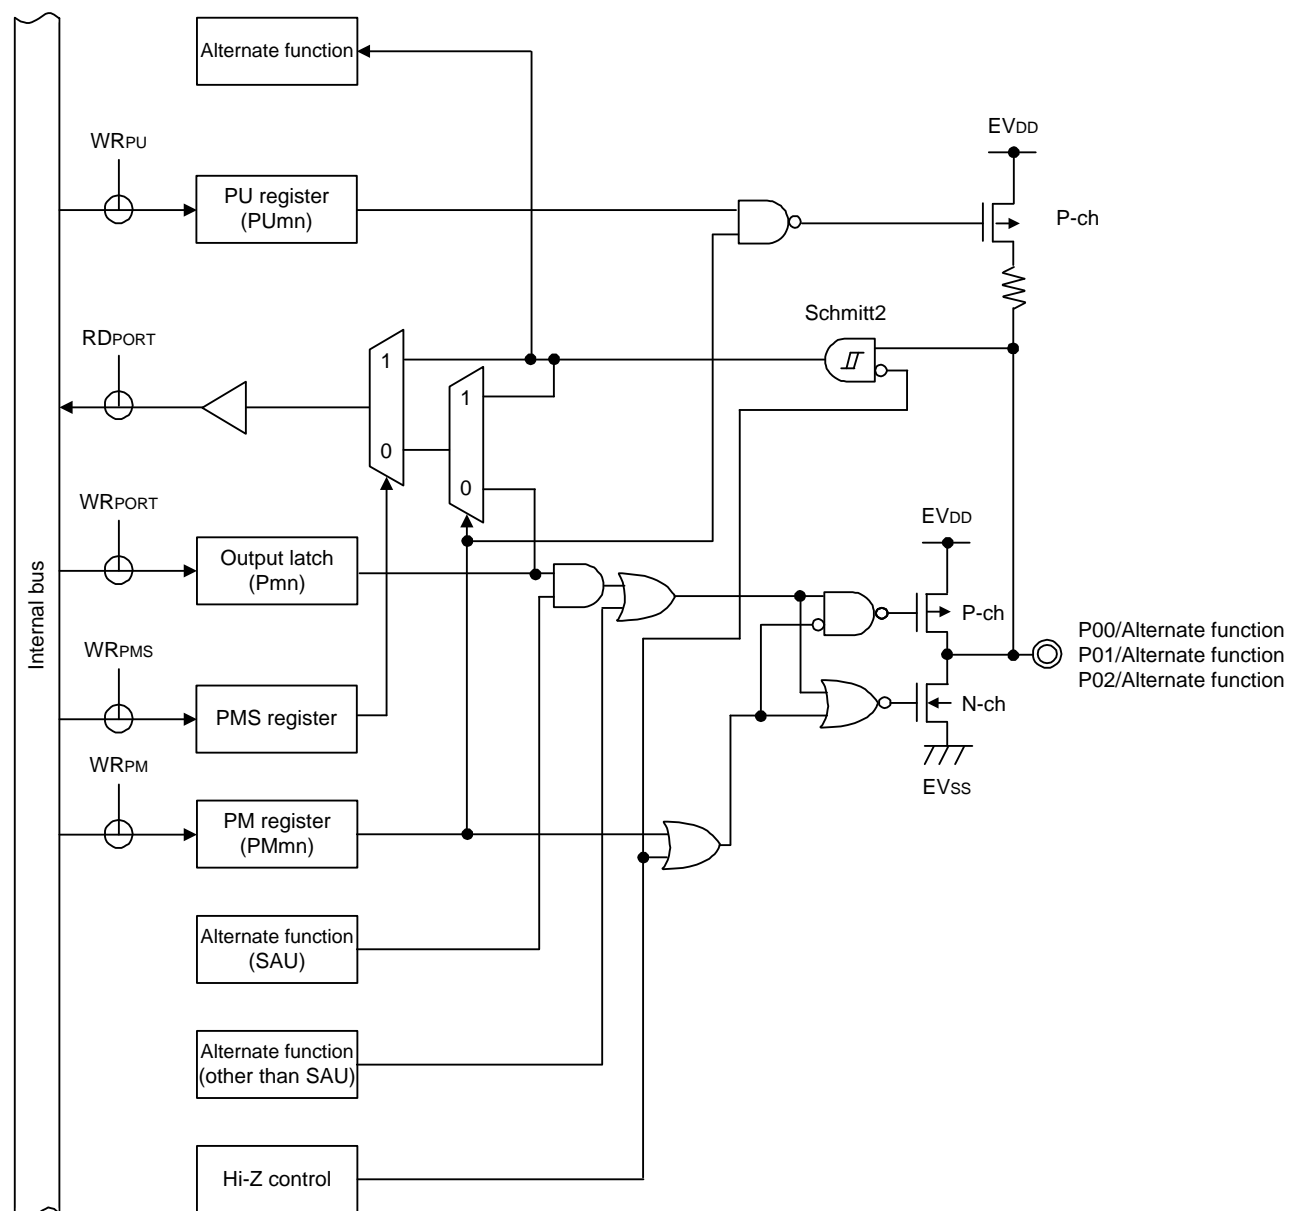 Alternate function
WRPU
EVDD
PU register
(PUmn)
P-ch
Schmitt2
RDPORT
1
1
0
0
WRPORT
EVDD
Output latch
(Pmn)
P-ch
Internal bus
P00/Alternate function
P01/Alternate function
P02/Alternate function
WRPMS
PMS register
N-ch
WRPM
EVSS
PM register
(PMmn)
Alternate function
(SAU)
Alternate function
(other than SAU)
Hi-Z control